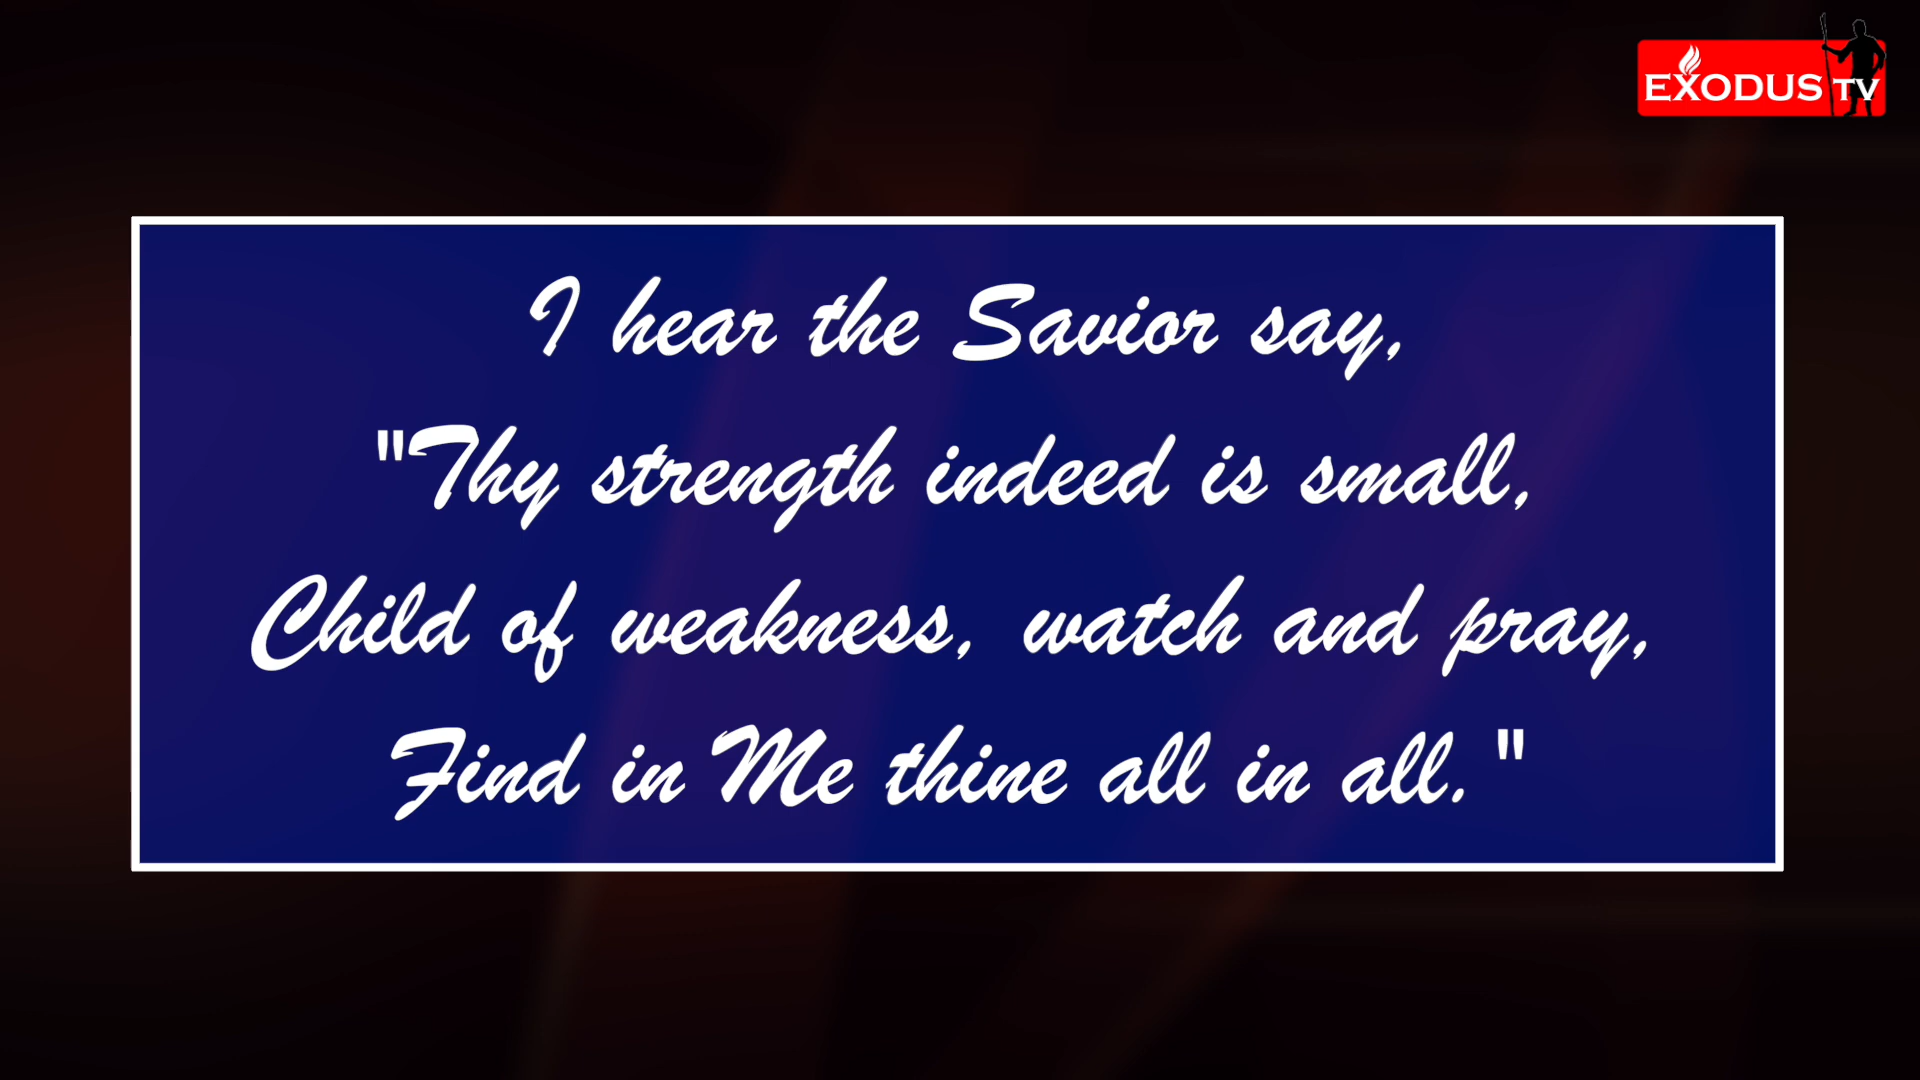 EXODUS TV
I hear the Savior say,
"Thy strength indeed is small,
Child of weakness, watch and pray,
Find in Me thine all in all."